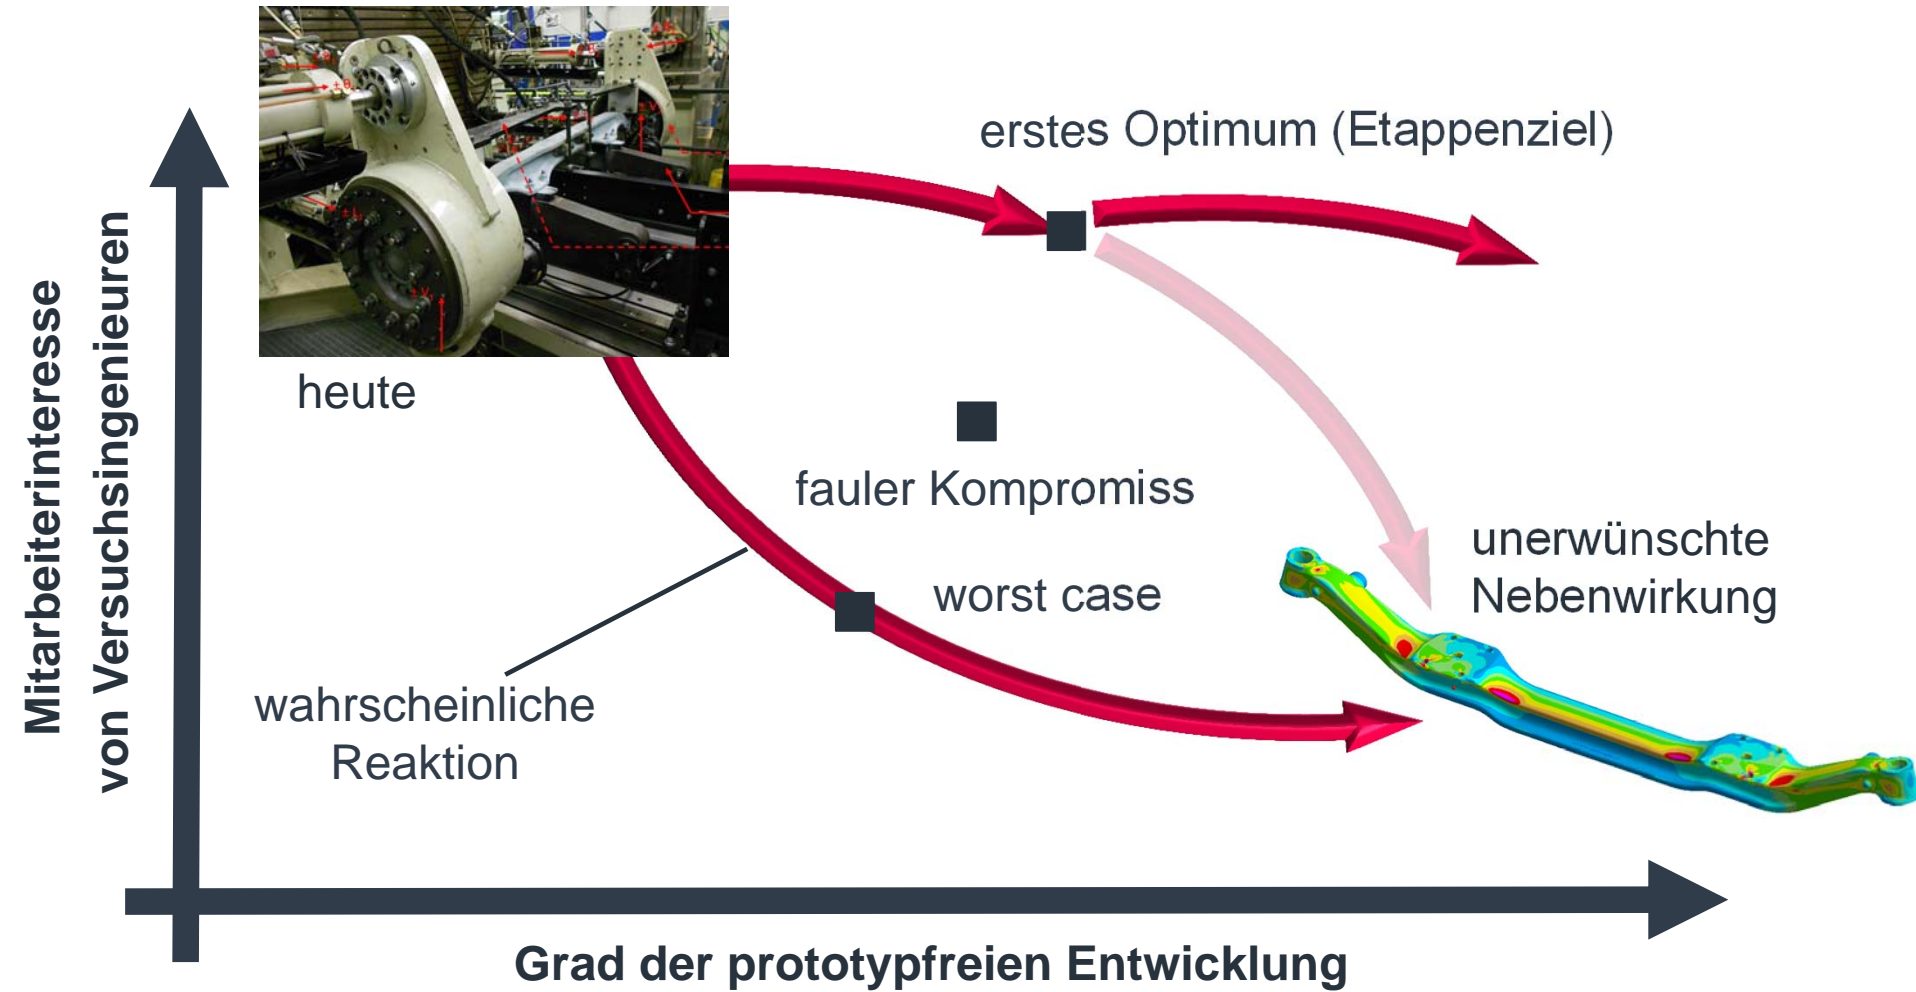 erstes Optimum (Etappenziel)
Mitarbeiterinteresse
von Versuchsingenieuren
heute
fauler Kompromiss
unerwünschte
Nebenwirkung
worst case
wahrscheinliche
Reaktion
Grad der prototypfreien Entwicklung